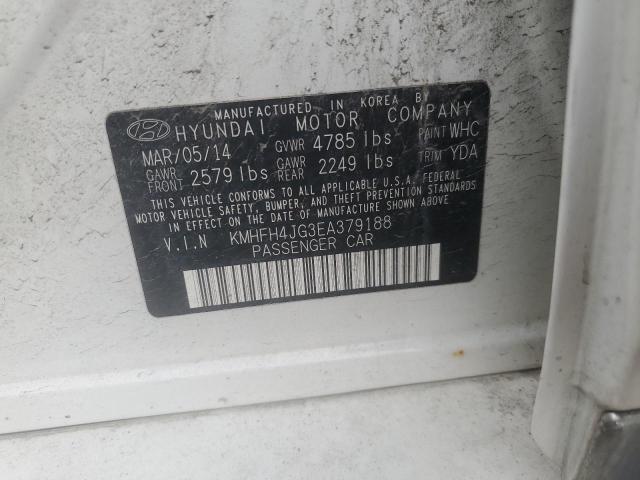 MANUFACTURED IN KOREA BY
HYUNDAI MOTOR COMPANY
MAR/05/14 GVWR 4785 lbs PAINT WHC
GAWR FRONT 2579 lbs GAWR REAR 2249 lbs TRIM YDA
THIS VEHICLE CONFORMS TO ALL APPLICABLE U.S.A. FEDERAL
MOTOR VEHICLE SAFETY, BUMPER, AND THEFT PREVENTION STANDARDS
IN EFFECT ON THE DATE OF MANUFACTURE SHOWN ABOVE.
V.I.N KMHFH4JG3EA379188
PASSENGER CAR